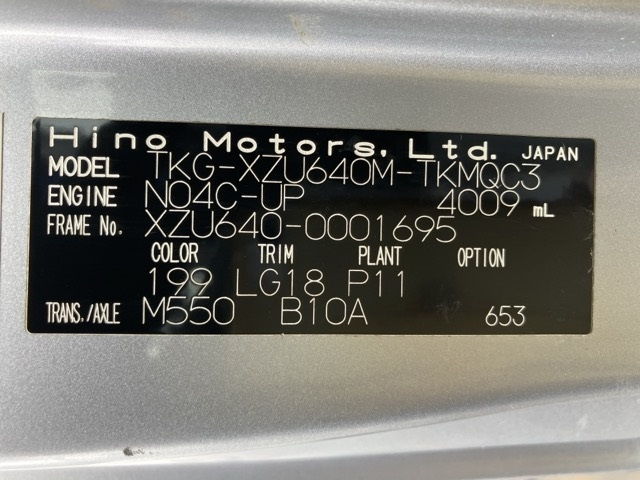 Hino Motors, Ltd. JAPAN
MODEL TKG-XZU640M-TKMQC3
ENGINE N04C-UP 4009 mL
FRAME No. XZU640-0001695
COLOR TRIM PLANT OPTION
199 LG18 P11
TRANS./AXLE M550 B10A 653